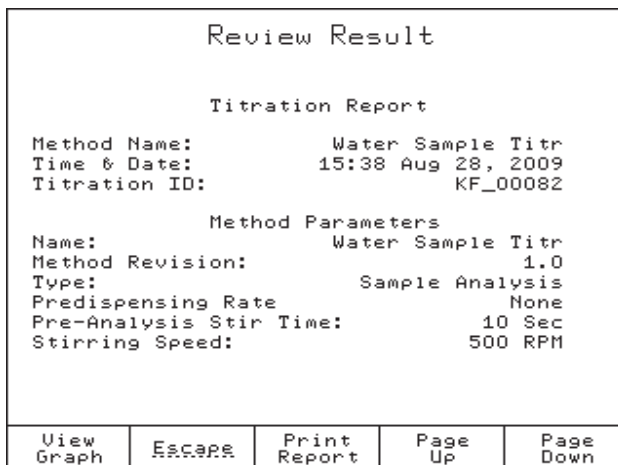 Review Result
Titration Report
Method Name: Water Sample Titr
Time & Date: 15:38 Aug 28, 2009
Titration ID: KF_00082
Method Parameters
Name: Water Sample Titr
Method Revision: 1.0
Type: Sample Analysis
Predispensing Rate None
Pre-Analysis Stir Time: 10 Sec
Stirring Speed: 500 RPM
View Graph
Escape
Print Report
Page Up
Page Down